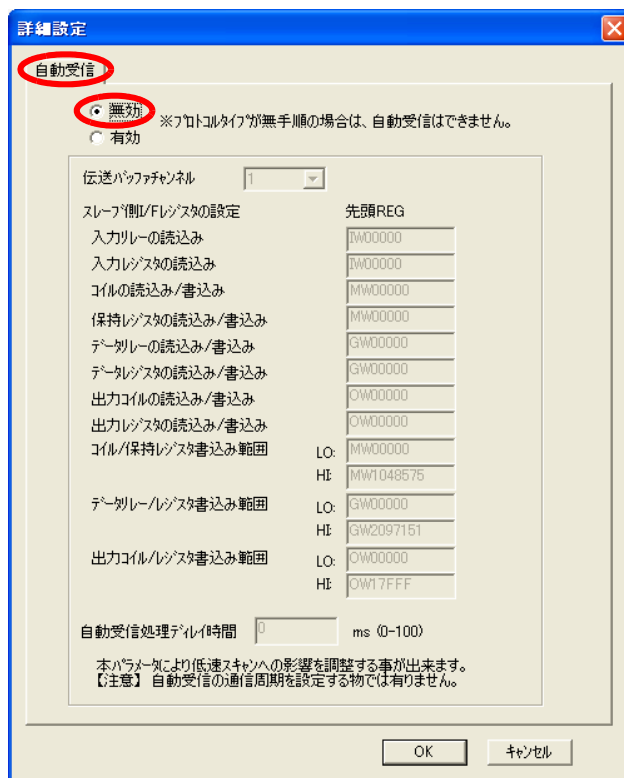 詳細設定
自動受信
無効
※プロトコルタイプが無手順の場合は、自動受信はできません。
有効
伝送バッファチャンネル 1
スレーブ側I/Fレジスタの設定 先頭REG
入力リレーの読込み IW00000
入力レジスタの読込み IW00000
コイルの読込み/書込み MW00000
保持レジスタの読込み/書込み MW00000
データリレーの読込み/書込み GW00000
データレジスタの読込み/書込み GW00000
出力コイルの読込み/書込み OW00000
出力レジスタの読込み/書込み OW00000
コイル/保持レジスタ書込み範囲 LO: MW00000
HI: MW1048575
データリレー/レジスタ書込み範囲 LO: GW00000
HI: GW2097151
出力コイル/レジスタ書込み範囲 LO: OW00000
HI: OW17FFF
自動受信処理ディレイ時間 0 ms (0-100)
本パラメータにより低速スキャンへの影響を調整する事が出来ます。
【注意】 自動受信の通信周期を設定する物では有りません。
OK キャンセル